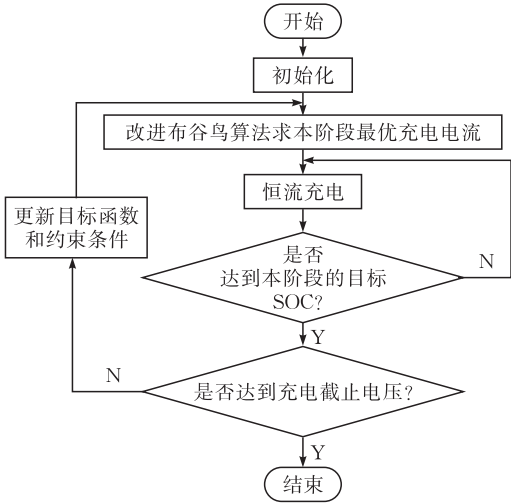 开始
初始化
改进布谷鸟算法求本阶段最优充电电流
恒流充电
更新目标函数
和约束条件
是否
达到本阶段的目标
SOC?
N
Y
N
是否达到充电截止电压?
Y
结束